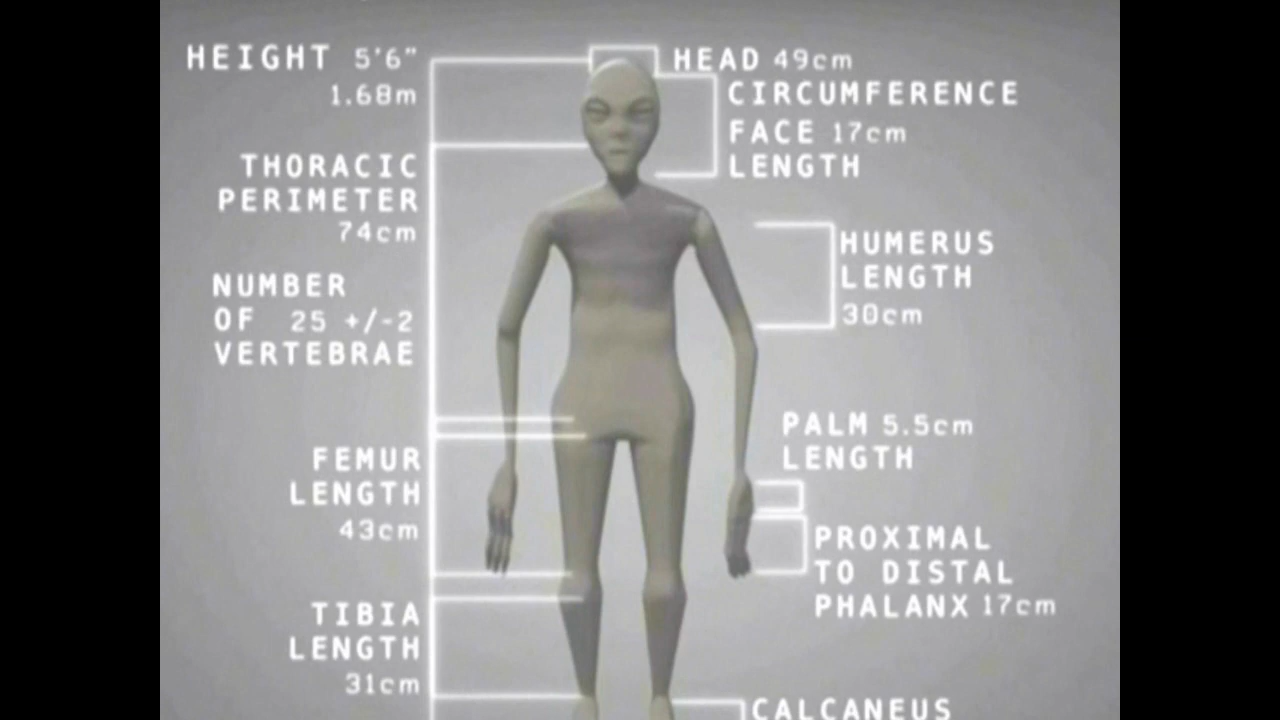 HEIGHT 5'6"
1.68m
THORACIC
PERIMETER
74cm
NUMBER
OF 25 +/-2
VERTEBRAE
FEMUR
LENGTH
43cm
TIBIA
LENGTH
31cm
HEAD 49cm
CIRCUMFERENCE
FACE 17cm
LENGTH
HUMERUS
LENGTH
30cm
PALM 5.5cm
LENGTH
PROXIMAL
TO DISTAL
PHALANX 17cm
CALCANEUS